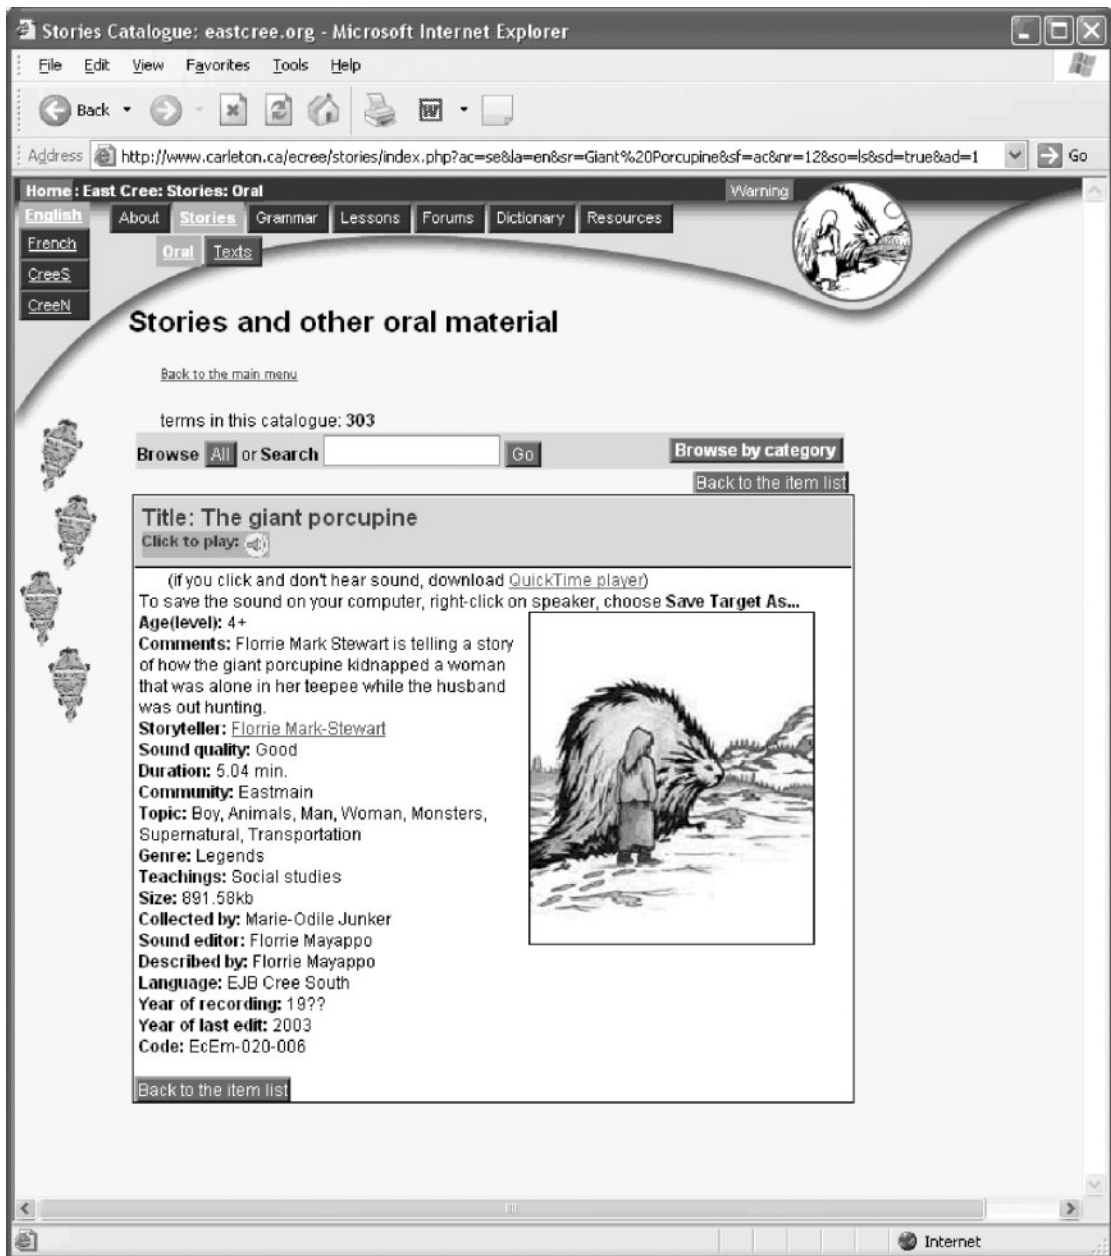 Stories Catalogue: eastcree.org - Microsoft Internet Explorer
File Edit View Favorites Tools Help
Back
Address http://www.carleton.ca/ecree/stories/index.php?ac=se&la=en&sr=Giant%20Porcupine&sf=ac&nr=12&so=ls&sd=true&ad=1 Go
Home: East Cree: Stories: Oral Warning
English About Stories Grammar Lessons Forums Dictionary Resources
French Oral Texts
CreeS
CreeN
Stories and other oral material
Back to the main menu
terms in this catalogue: 303
Browse All or Search Go Browse by category
Back to the item list
Title: The giant porcupine
Click to play:
(if you click and don't hear sound, download QuickTime player)
To save the sound on your computer, right-click on speaker, choose Save Target As...
Age(level): 4+
Comments: Florrie Mark Stewart is telling a story
of how the giant porcupine kidnapped a woman
that was alone in her teepee while the husband
was out hunting.
Storyteller: Florrie Mark-Stewart
Sound quality: Good
Duration: 5.04 min.
Community: Eastmain
Topic: Boy, Animals, Man, Woman, Monsters,
Supernatural, Transportation
Genre: Legends
Teachings: Social studies
Size: 891.58kb
Collected by: Marie-Odile Junker
Sound editor: Florrie Mayappo
Described by: Florrie Mayappo
Language: EJB Cree South
Year of recording: 19??
Year of last edit: 2003
Code: EcEm-020-006
Back to the item list
Internet